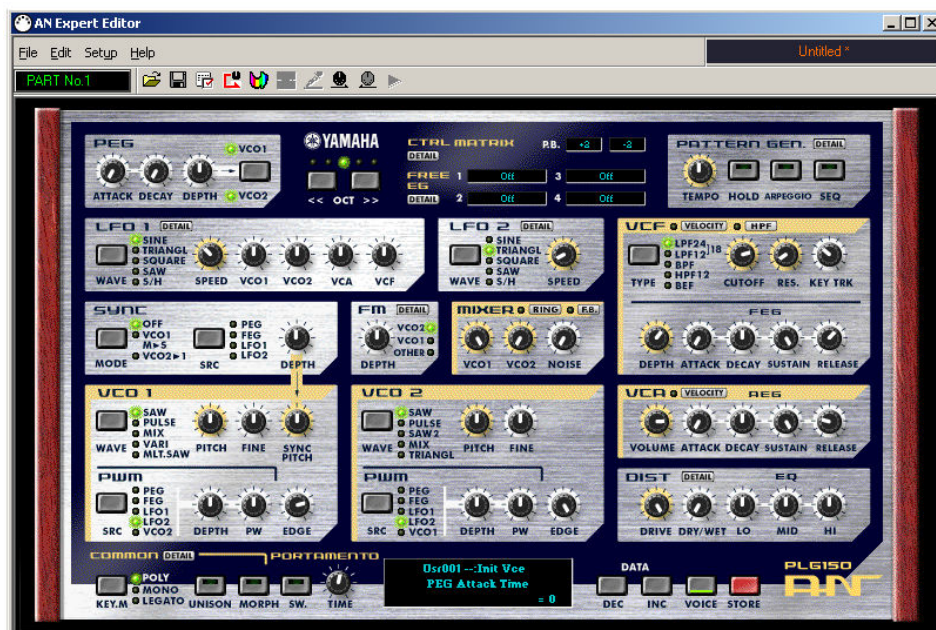 AN Expert Editor
File Edit Setup Help
Untitled *
PART No.1
PEG
VCO1
VCO2
ATTACK DECAY DEPTH
YAMAHA
<< OCT >>
CTRL MATRIX
DETAIL
P.B. +2 -2
FREE EG
DETAIL
1 Off 3 Off
2 Off 4 Off
PATTERN GEN. DETAIL
TEMPO HOLD ARPEGGIO SEQ
LFO 1 DETAIL
SINE
TRIANGL
SQUARE
SAW
S/H
WAVE SPEED VCO1 VCO2 VCA VCF
LFO 2 DETAIL
SINE
TRIANGL
SQUARE
SAW
S/H
WAVE SPEED
VCF VELOCITY HPF
LPF24
LPF12 ]18
BPF
HPF12
BEF
TYPE CUTOFF RES. KEY TRK
FEG
DEPTH ATTACK DECAY SUSTAIN RELEASE
SYNC
OFF
VCO1
M▸S
VCO2▸1
MODE
PEG
FEG
LFO1
LFO2
SRC DEPTH
FM DETAIL
VCO2
VCO1
OTHER
DEPTH
MIXER RING F.B.
VCO1 VCO2 NOISE
VCO 1
SAW
PULSE
MIX
VARI
MLT.SAW
WAVE PITCH FINE SYNC PITCH
PWM
PEG
FEG
LFO1
LFO2
VCO2
SRC DEPTH PW EDGE
VCO 2
SAW
PULSE
SAW2
MIX
TRIANGL
WAVE PITCH FINE
PWM
PEG
FEG
LFO1
LFO2
VCO1
SRC DEPTH PW EDGE
VCA VELOCITY AEG
VOLUME ATTACK DECAY SUSTAIN RELEASE
DIST DETAIL EQ
DRIVE DRY/WET LO MID HI
COMMON DETAIL PORTAMENTO
POLY
MONO
LEGATO
KEY.M UNISON MORPH SW. TIME
Usr001 --:Init Vce
PEG Attack Time
= 0
DATA
DEC INC VOICE STORE
PLG150
AN